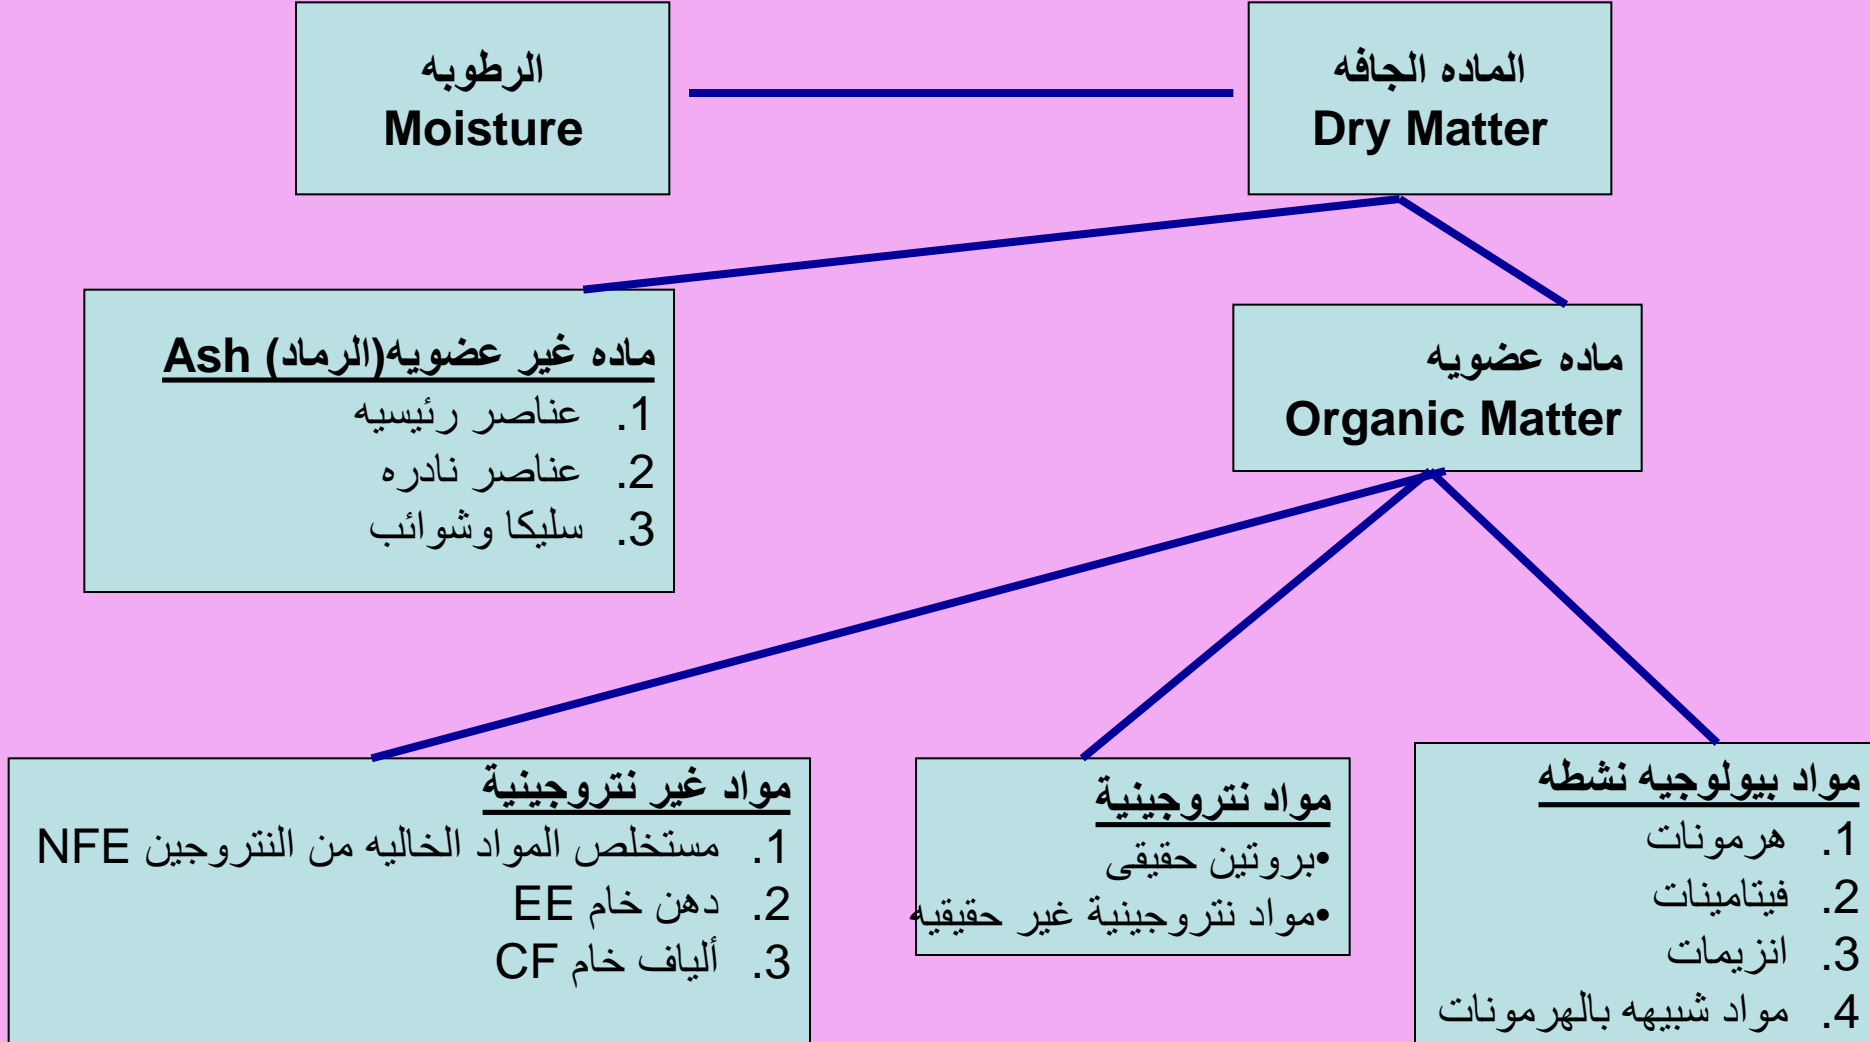 الماده الجافه
Dry Matter
الرطوبه
Moisture
ماده عضويه
Organic Matter
ماده غير عضويه(الرماد) Ash
1. عناصر رئيسيه
2. عناصر نادره
3. سليكا وشوائب
مواد بيولوجيه نشطه
1. هرمونات
2. فيتامينات
3. انزيمات
4. مواد شبيهه بالهرمونات
مواد نتروجينية
•بروتين حقيقى
•مواد نتروجينية غير حقيقيه
مواد غير نتروجينية
1. مستخلص المواد الخاليه من النتروجين NFE
2. دهن خام EE
3. ألياف خام CF